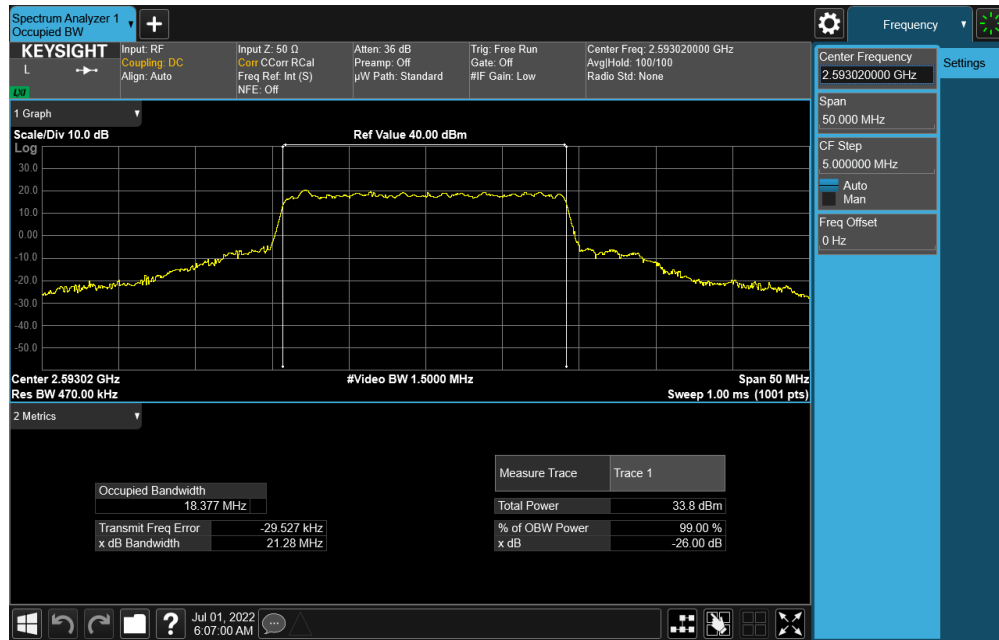 Spectrum Analyzer 1
Occupied BW
+
Frequency
KEYSIGHT
L
LXI
Input: RF
Coupling: DC
Align: Auto
Input Z: 50 Ω
Corr CCorr RCal
Freq Ref: Int (S)
NFE: Off
Atten: 36 dB
Preamp: Off
µW Path: Standard
Trig: Free Run
Gate: Off
#IF Gain: Low
Center Freq: 2.593020000 GHz
Avg|Hold: 100/100
Radio Std: None
Center Frequency
2.593020000 GHz
Settings
Span
50.000 MHz
CF Step
5.000000 MHz
Auto
Man
Freq Offset
0 Hz
1 Graph
Scale/Div 10.0 dB
Ref Value 40.00 dBm
Log
30.0
20.0
10.0
0.00
-10.0
-20.0
-30.0
-40.0
-50.0
Center 2.59302 GHz
#Video BW 1.5000 MHz
Span 50 MHz
Res BW 470.00 kHz
Sweep 1.00 ms (1001 pts)
2 Metrics
Occupied Bandwidth
18.377 MHz
Transmit Freq Error -29.527 kHz
x dB Bandwidth 21.28 MHz
Measure Trace Trace 1
Total Power 33.8 dBm
% of OBW Power 99.00 %
x dB -26.00 dB
?
Jul 01, 2022
6:07:00 AM